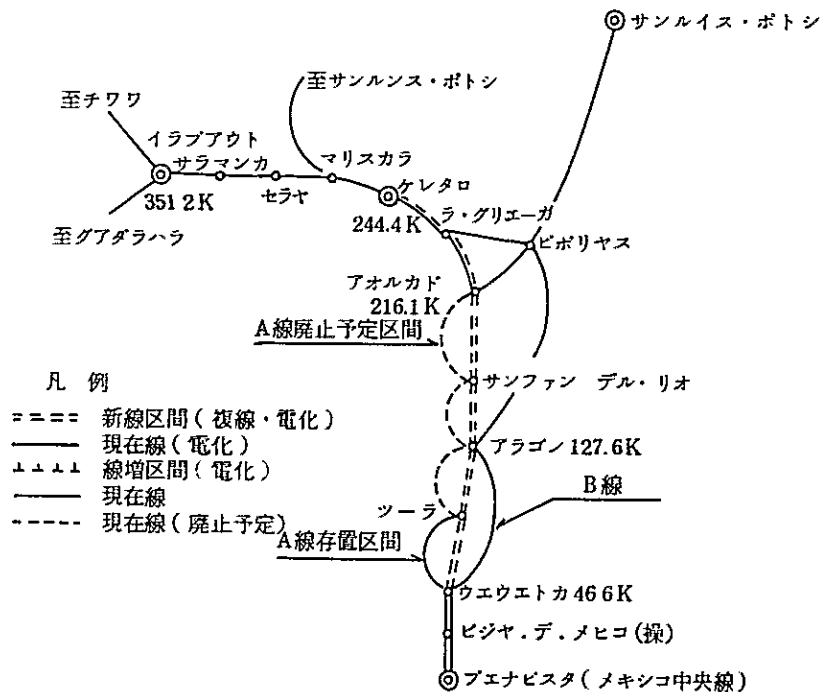 サンルイス・ポトシ
至サンルンス・ポトシ
至チワワ
イラプアウト
サラマンカ
マリスカラ
セラヤ
ケレタロ
351 2K
244.4K
ラ・グリエーガ
至グアダラハラ
ビポリヤス
アオルカド
216.1K
A線廃止予定区間
サンファン デル・リオ
凡 例
新線区間(複線・電化)
現在線(電化)
線増区間(電化)
現在線
現在線(廃止予定)
アラゴン 127.6K
B線
ツーラ
A線存置区間
ウエウエトカ 46 6K
ビジヤ.デ.メヒコ(操)
ブエナビスタ(メキシコ中央線)